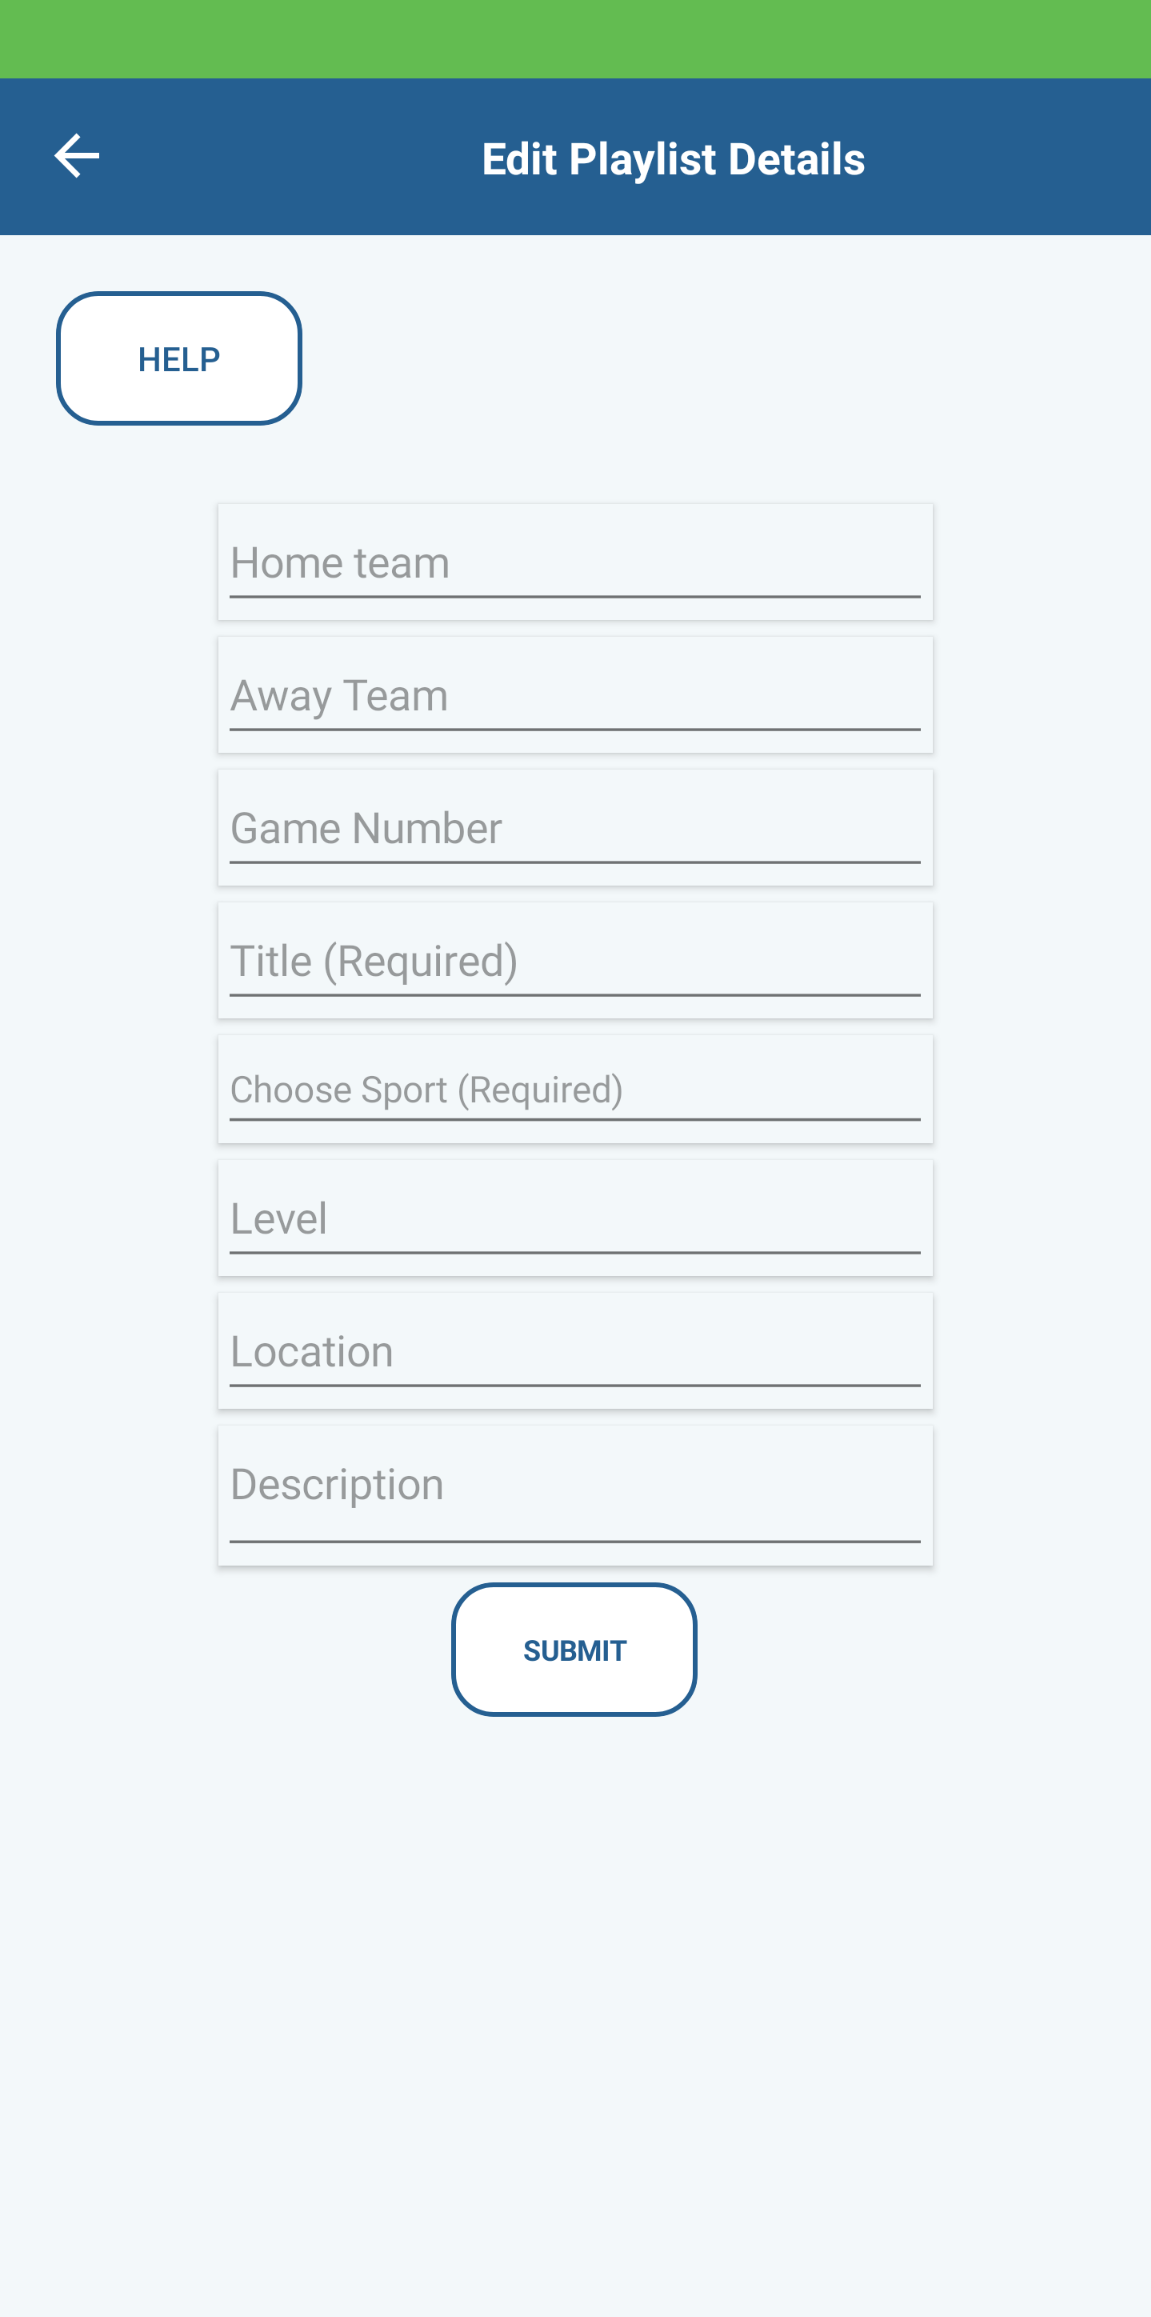 Edit Playlist Details
HELP
Home team
Away Team
Game Number
Title (Required)
Choose Sport (Required)
Level
Location
Description
SUBMIT